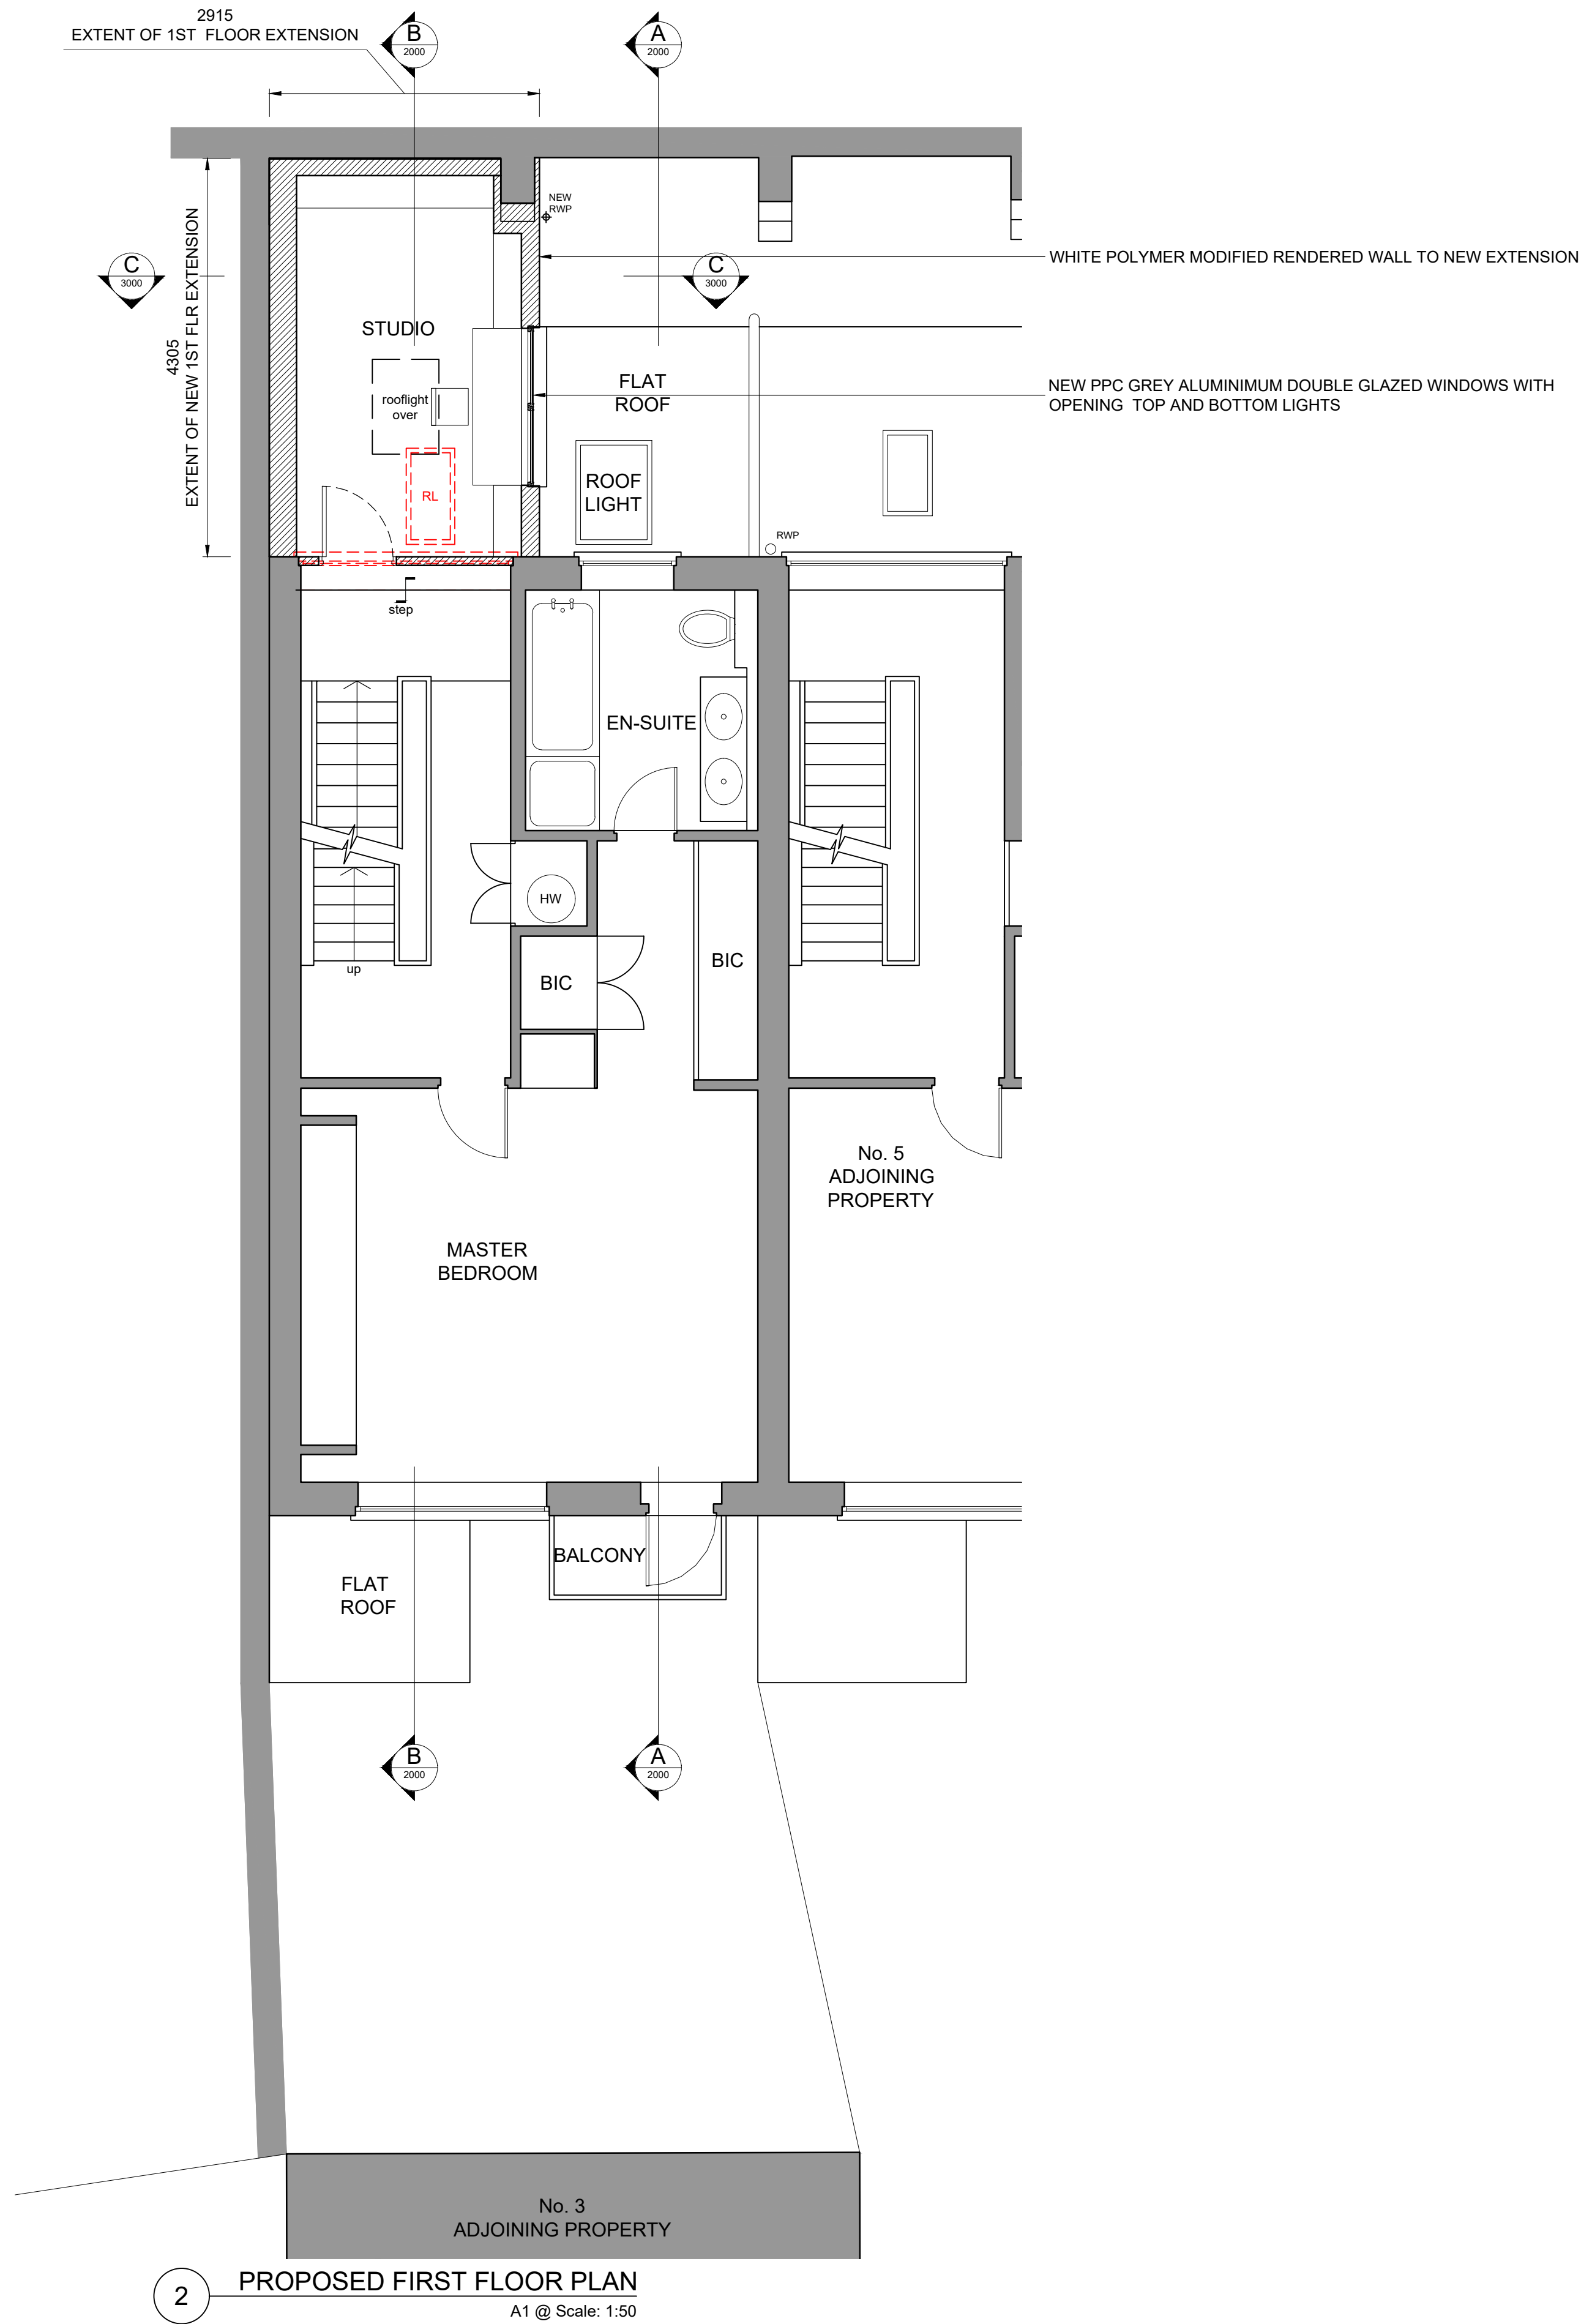 2915
EXTENT OF 1ST  FLOOR EXTENSION
B
2000
A
2000
NEW
RWP
C
3000
C
3000
WHITE POLYMER MODIFIED RENDERED WALL TO NEW EXTENSION
4305
EXTENT OF NEW 1ST FLR EXTENSION
STUDIO
FLAT
ROOF
NEW PPC GREY ALUMINIMUM DOUBLE GLAZED WINDOWS WITH
OPENING  TOP AND BOTTOM LIGHTS
rooflight
over
RL
ROOF
LIGHT
RWP
step
EN-SUITE
HW
BIC
BIC
up
No. 5
ADJOINING
PROPERTY
MASTER
BEDROOM
BALCONY
FLAT
ROOF
B
2000
A
2000
No. 3
ADJOINING PROPERTY
2
PROPOSED FIRST FLOOR PLAN
A1 @ Scale: 1:50